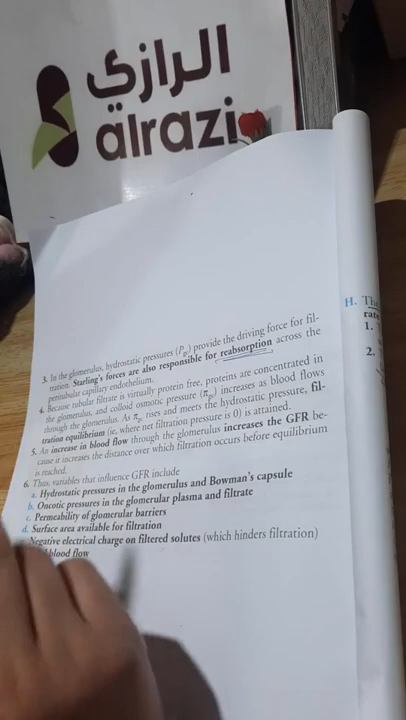 الرازي
alrazi
3. In the glomerulus, hydrostatic pressures (Pgc) provide the driving force for fil-
tration. Starling's forces are also responsible for reabsorption across the
peritubular capillary endothelium.
4. Because tubular filtrate is virtually protein free, proteins are concentrated in
the glomerulus, and colloid osmotic pressure (πgc) increases as blood flows
through the glomerulus. As πgc rises and meets the hydrostatic pressure, fil-
tration equilibrium (ie, where net filtration pressure is 0) is attained.
5. An increase in blood flow through the glomerulus increases the GFR be-
cause it increases the distance over which filtration occurs before equilibrium
is reached.
6. Thus, variables that influence GFR include
a. Hydrostatic pressures in the glomerulus and Bowman's capsule
b. Oncotic pressures in the glomerular plasma and filtrate
c. Permeability of glomerular barriers
d. Surface area available for filtration
Negative electrical charge on filtered solutes (which hinders filtration)
blood flow
H. The
rate
1.
2.